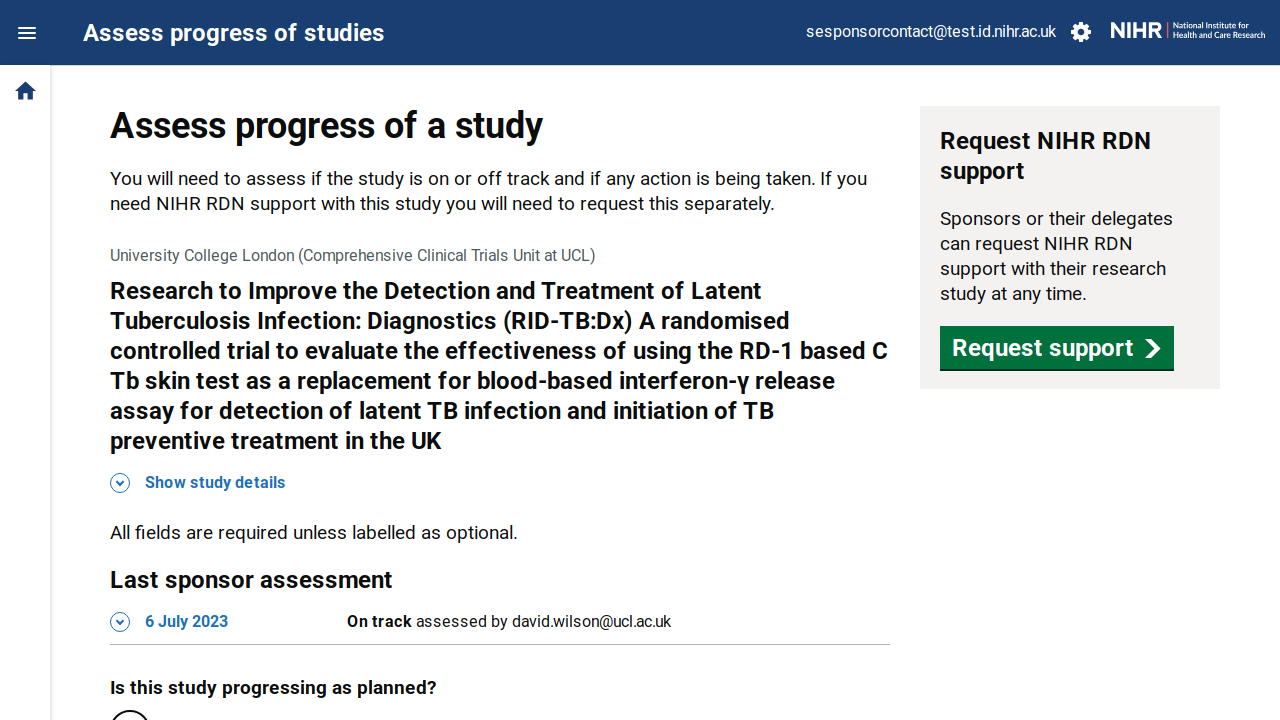 Assess progress of studies
sesponsorcontact@test.id.nihr.ac.uk
NIHR | National Institute for
Health and Care Research
Assess progress of a study
You will need to assess if the study is on or off track and if any action is being taken. If you
need NIHR RDN support with this study you will need to request this separately.
University College London (Comprehensive Clinical Trials Unit at UCL)
Research to Improve the Detection and Treatment of Latent
Tuberculosis Infection: Diagnostics (RID-TB:Dx) A randomised
controlled trial to evaluate the effectiveness of using the RD-1 based C
Tb skin test as a replacement for blood-based interferon-γ release
assay for detection of latent TB infection and initiation of TB
preventive treatment in the UK
Show study details
All fields are required unless labelled as optional.
Last sponsor assessment
6 July 2023 On track assessed by david.wilson@ucl.ac.uk
Is this study progressing as planned?
Request NIHR RDN
support
Sponsors or their delegates
can request NIHR RDN
support with their research
study at any time.
Request support